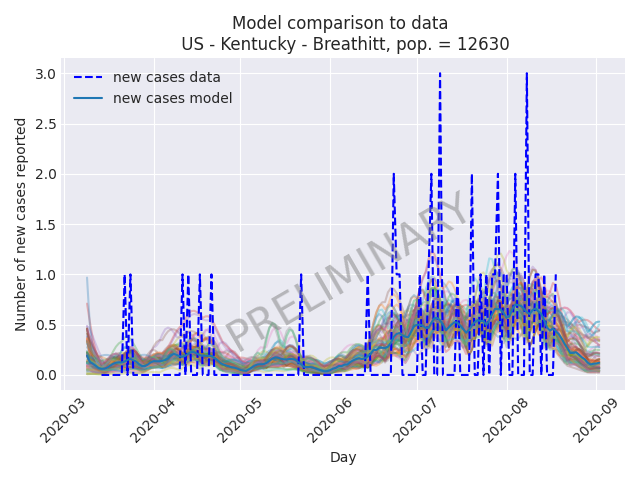 Model comparison to data
US - Kentucky - Breathitt, pop. = 12630
new cases data
new cases model
PRELIMINARY
Number of new cases reported
3.0
2.5
2.0
1.5
1.0
0.5
0.0
2020-03
2020-04
2020-05
2020-06
2020-07
2020-08
2020-09
Day